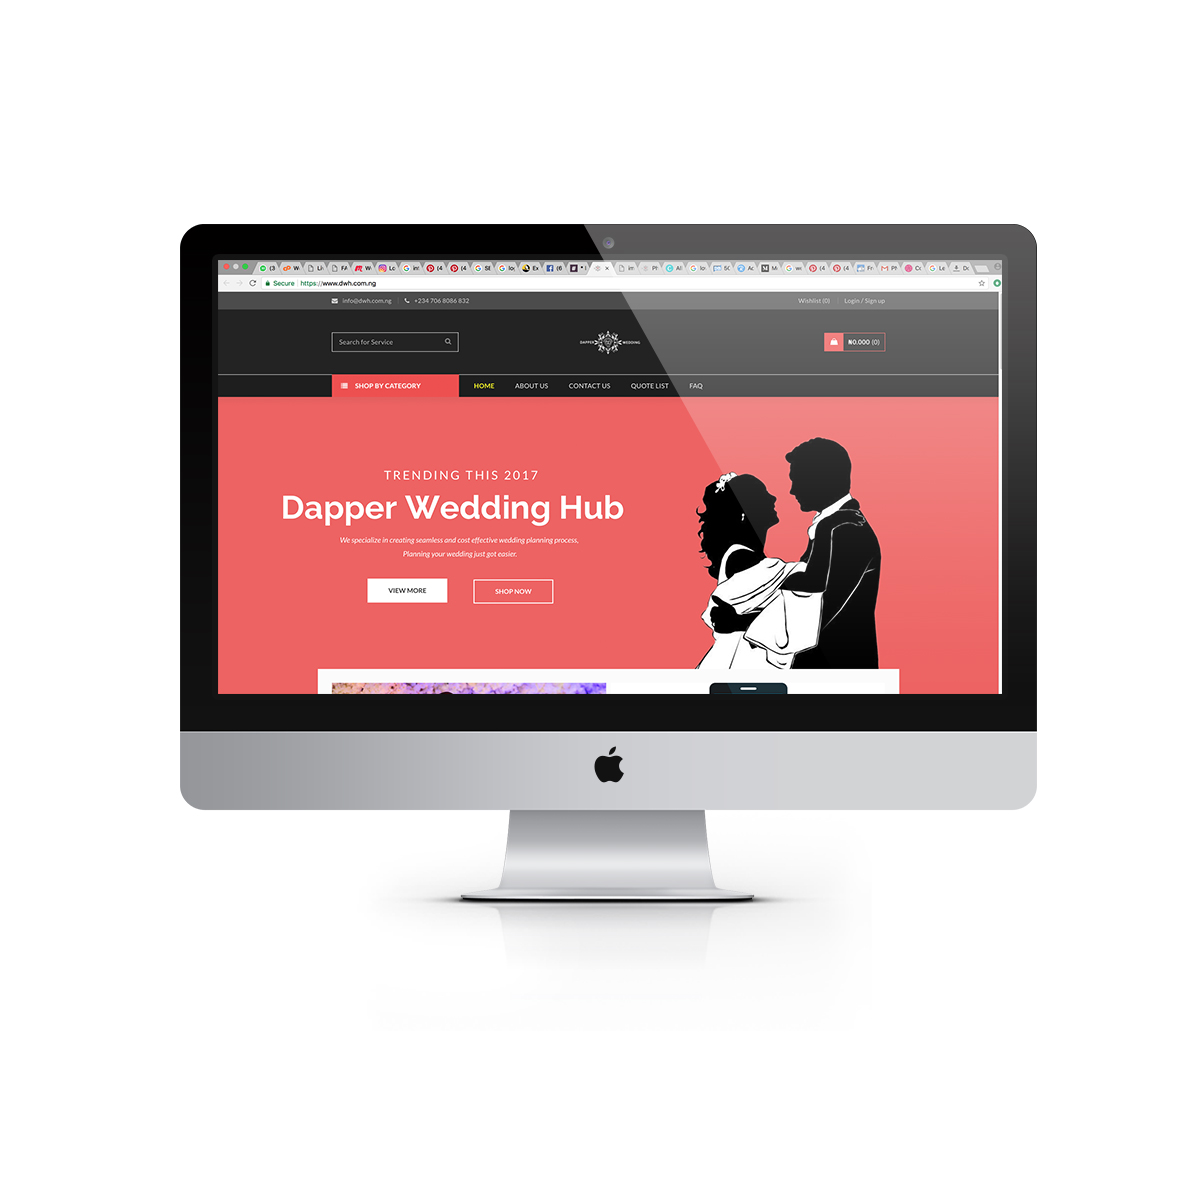 Secure https://www.dwh.com.ng
info@dwh.com.ng +234 706 8086 832 Wishlist (0) Login / Sign up
Search for Service DAPPER WEDDING ₦0.000 (0)
SHOP BY CATEGORY HOME ABOUT US CONTACT US QUOTE LIST FAQ
TRENDING THIS 2017
Dapper Wedding Hub
We specialize in creating seamless and cost effective wedding planning process,
Planning your wedding just got easier.
VIEW MORE SHOP NOW